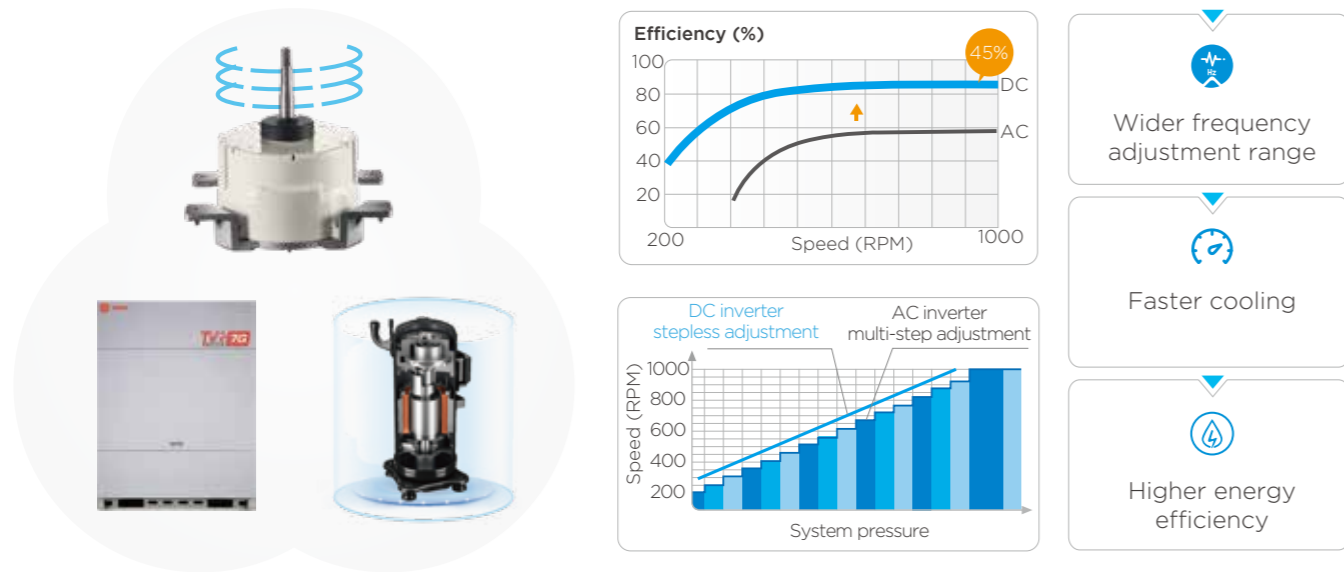 Efficiency (%)
100
80
60
40
20
200
Speed (RPM)
1000
45%
DC
AC
DC inverter
stepless adjustment
AC inverter
multi-step adjustment
Speed (RPM)
1000
800
600
400
200
System pressure
Hz
Wider frequency
adjustment range
Faster cooling
Higher energy
efficiency
7G